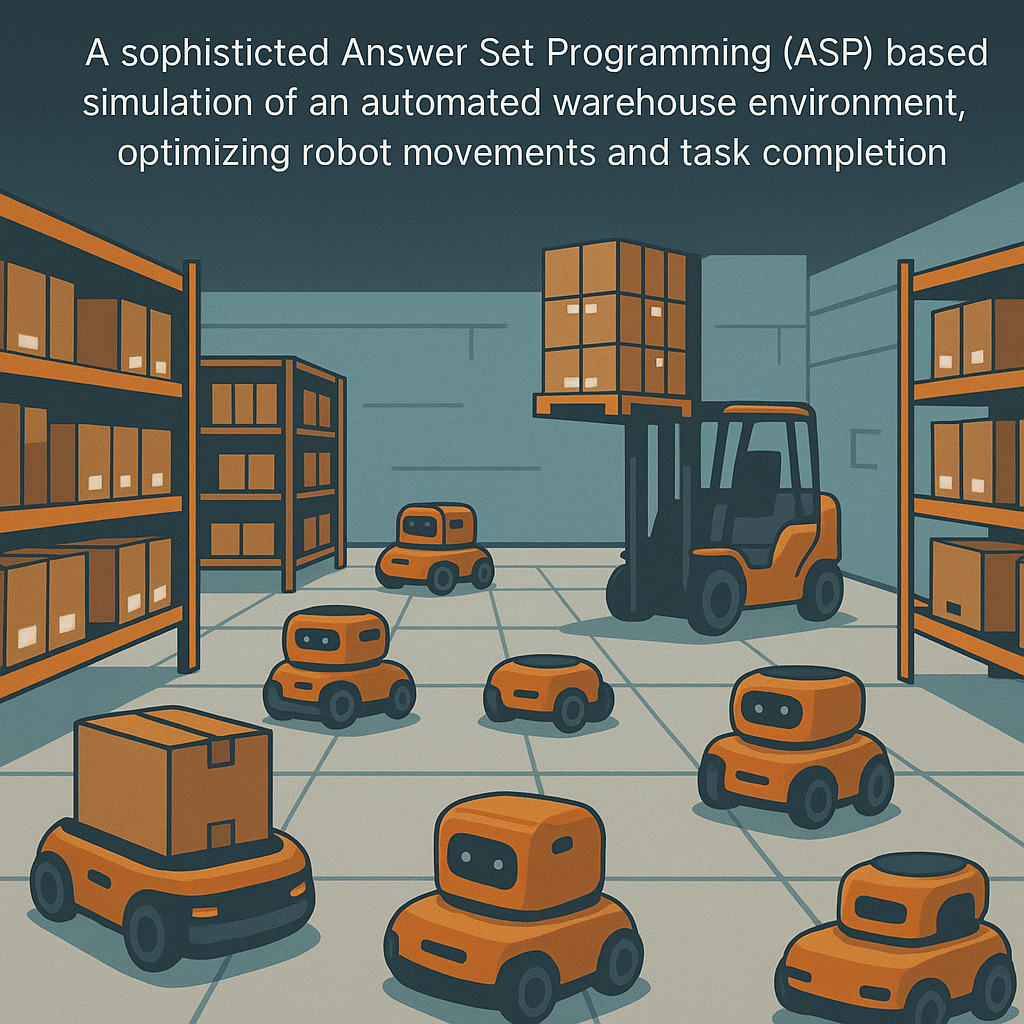 A sophisticted Answer Set Programming (ASP) based
simulation of an automated warehouse environment,
optimizing robot movements and task completion